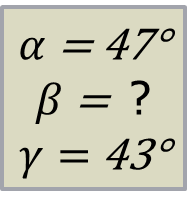 α = 47°
β = ?
γ = 43°